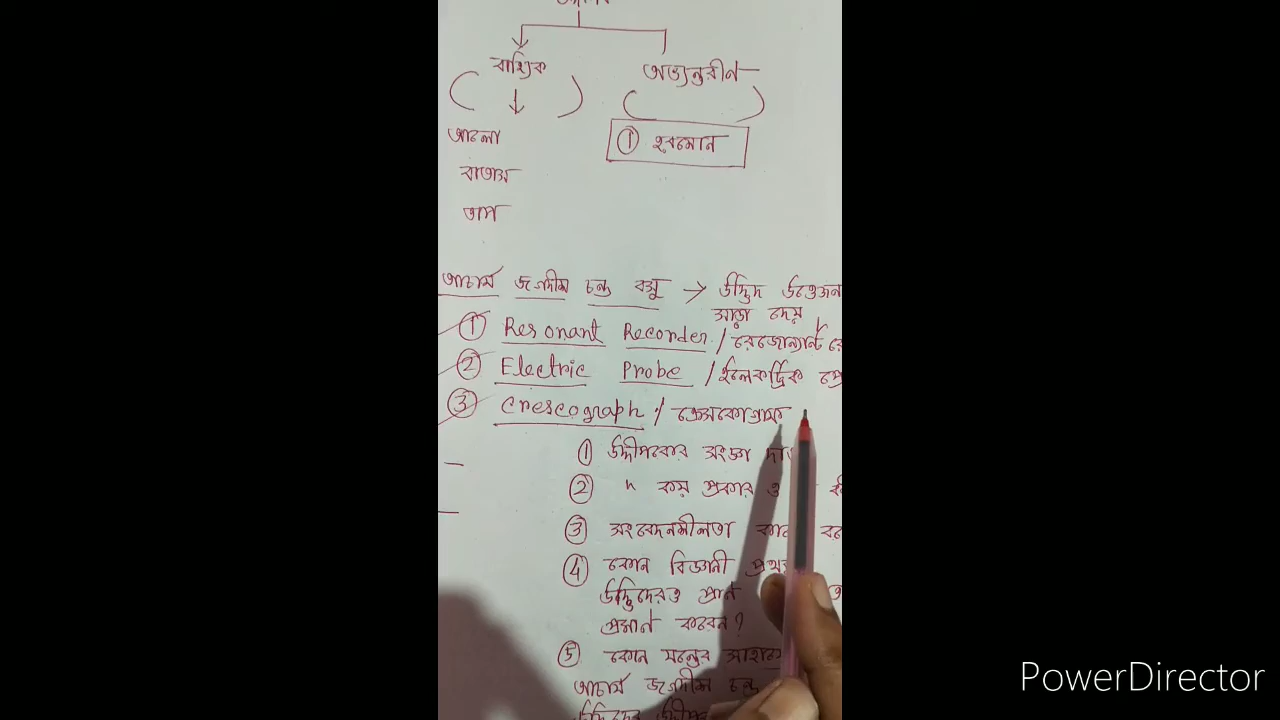 বাহ্যিক
অভ্যন্তরীন
আলো
① হরমোন
বাতাস
তাপ
আচার্য জগদীশ চন্দ্র বসু → উদ্ভিদ উত্তেজন
সাড়া দেয়
① Resonant Recorder / রেজোন্যান্ট রে
② Electric Probe / ইলেকট্রিক প্রো
③ Crescograph / ক্রেসকোগ্রাফ
① উদ্দীপকের সংজ্ঞা দাও
② " কয় প্রকার ও কী
③ সংবেদনশীলতা কাকে বলে
④ কোন বিজ্ঞানী প্রথম
উদ্ভিদেরও প্রান
প্রমান করেন?
⑤ কোন যন্ত্রের সাহায্যে
আচার্য জগদীশ চন্দ্র
PowerDirector